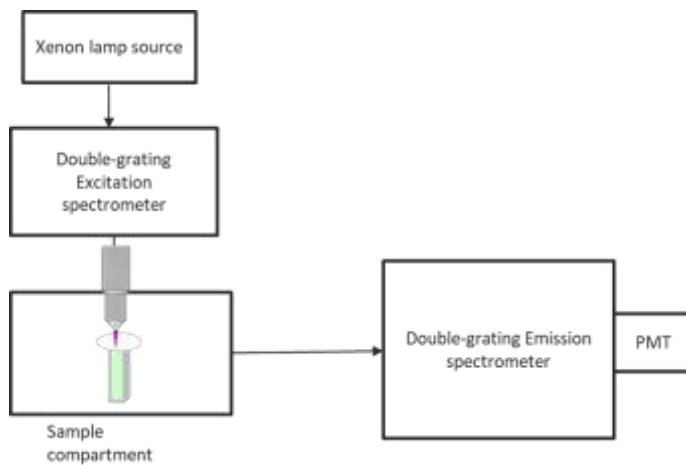 Xenon lamp source
Double-grating
Excitation
spectrometer
Double-grating Emission
spectrometer
PMT
Sample
compartment